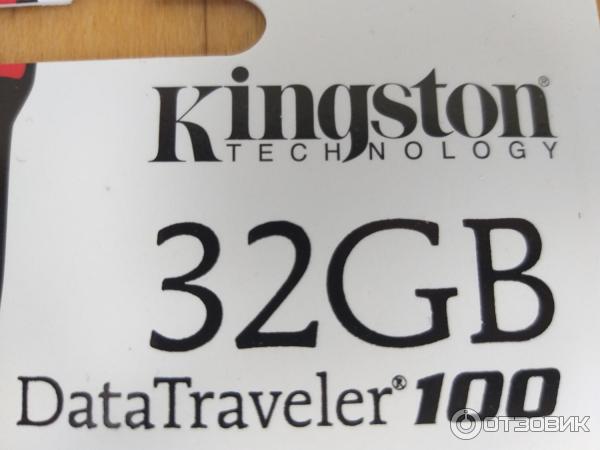 Kingston®
TECHNOLOGY
32GB
DataTraveler® 100
ОТЗОВИК